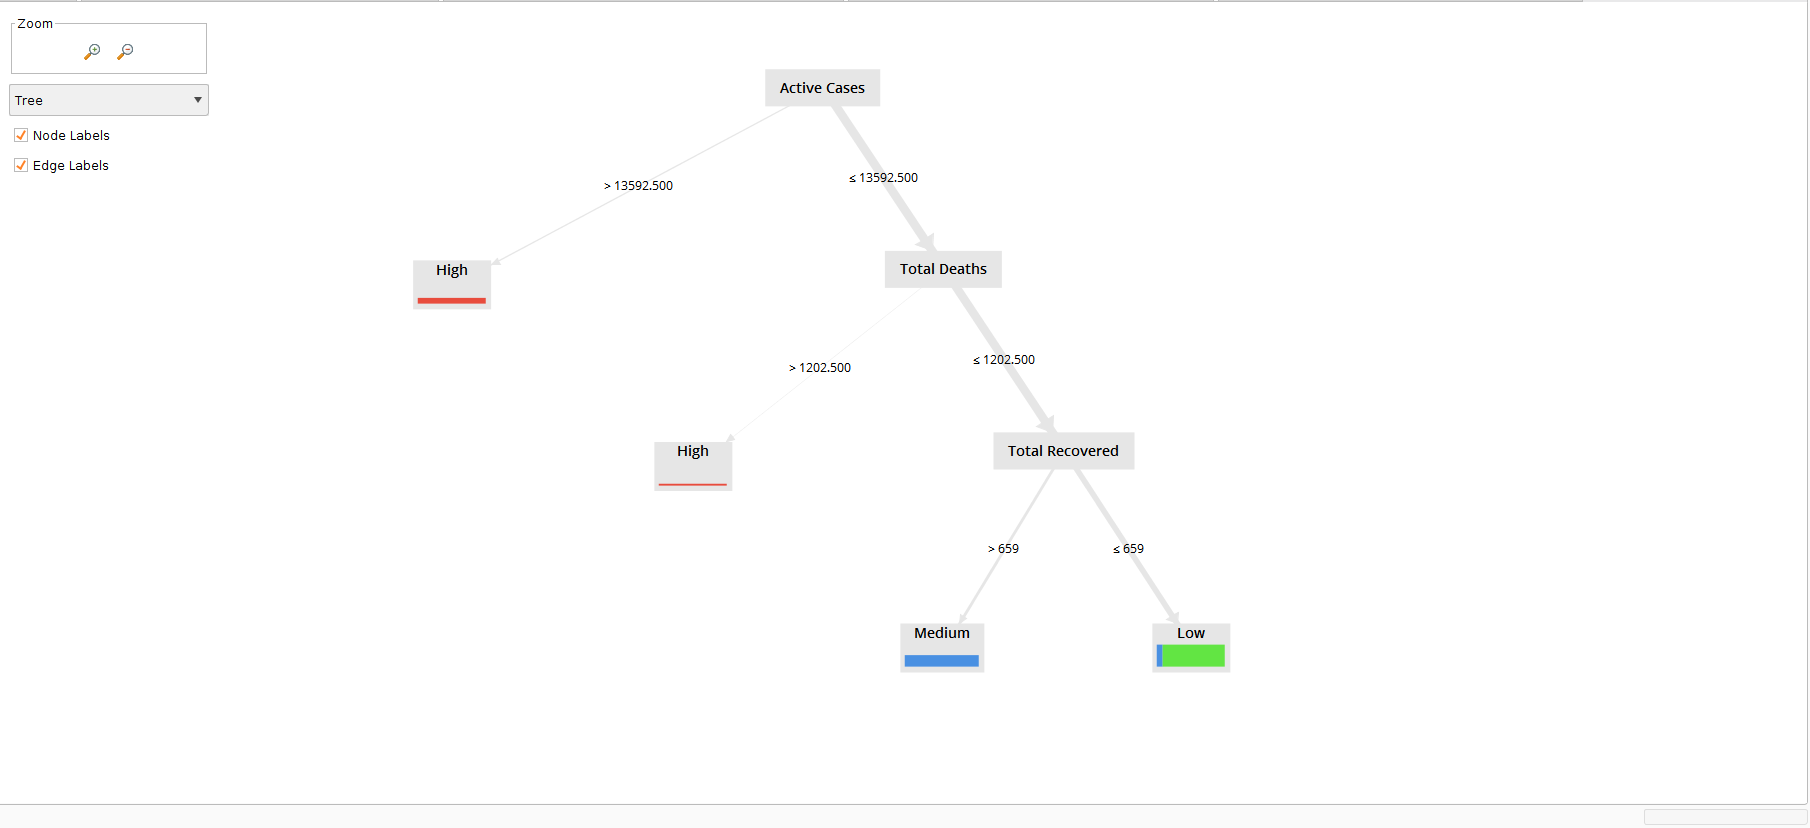 Zoom
Tree
Node Labels
Edge Labels
Active Cases
> 13592.500
≤ 13592.500
High
Total Deaths
> 1202.500
≤ 1202.500
High
Total Recovered
> 659
≤ 659
Medium
Low